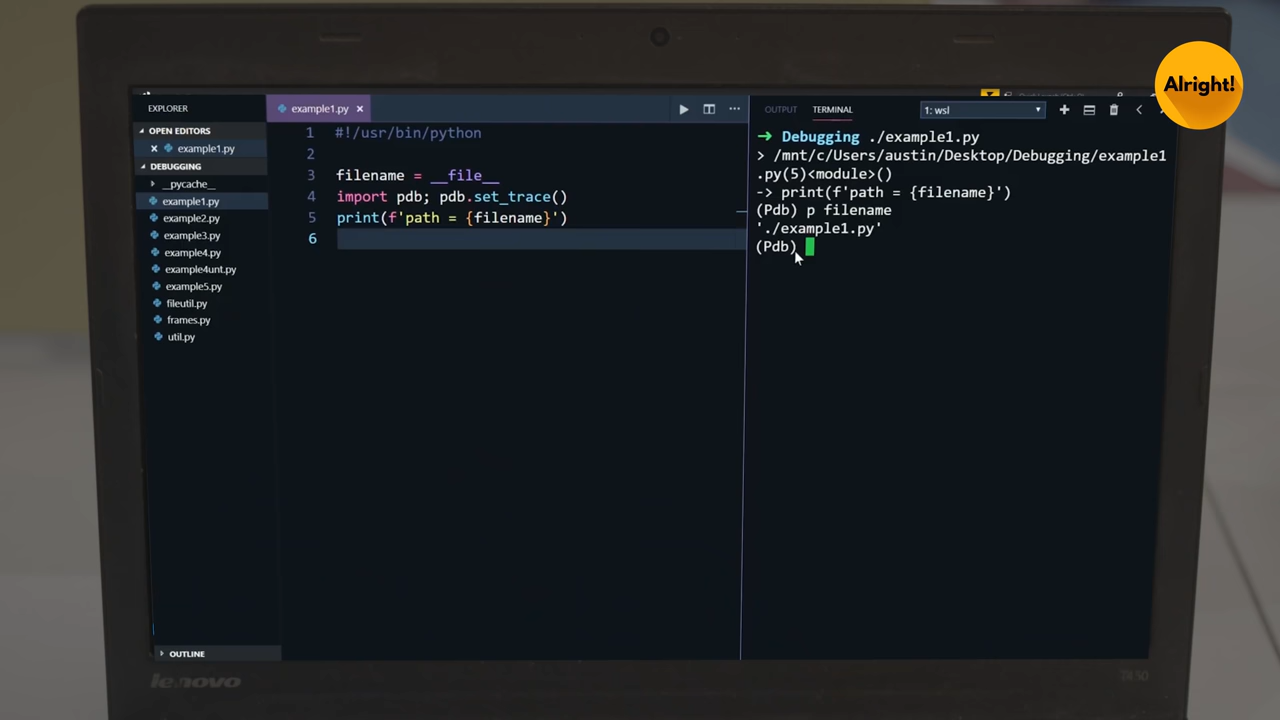 Alright!
EXPLORER
OPEN EDITORS
example1.py
DEBUGGING
__pycache__
example1.py
example2.py
example3.py
example4.py
example4unt.py
example5.py
fileutil.py
frames.py
util.py
OUTLINE
example1.py
1 #!/usr/bin/python
2
3 filename = __file__
4 import pdb; pdb.set_trace()
5 print(f'path = {filename}')
6
OUTPUT TERMINAL 1: wsl
➜ Debugging ./example1.py
> /mnt/c/Users/austin/Desktop/Debugging/example1
.py(5)<module>()
-> print(f'path = {filename}')
(Pdb) p filename
'./example1.py'
(Pdb)
lenovo